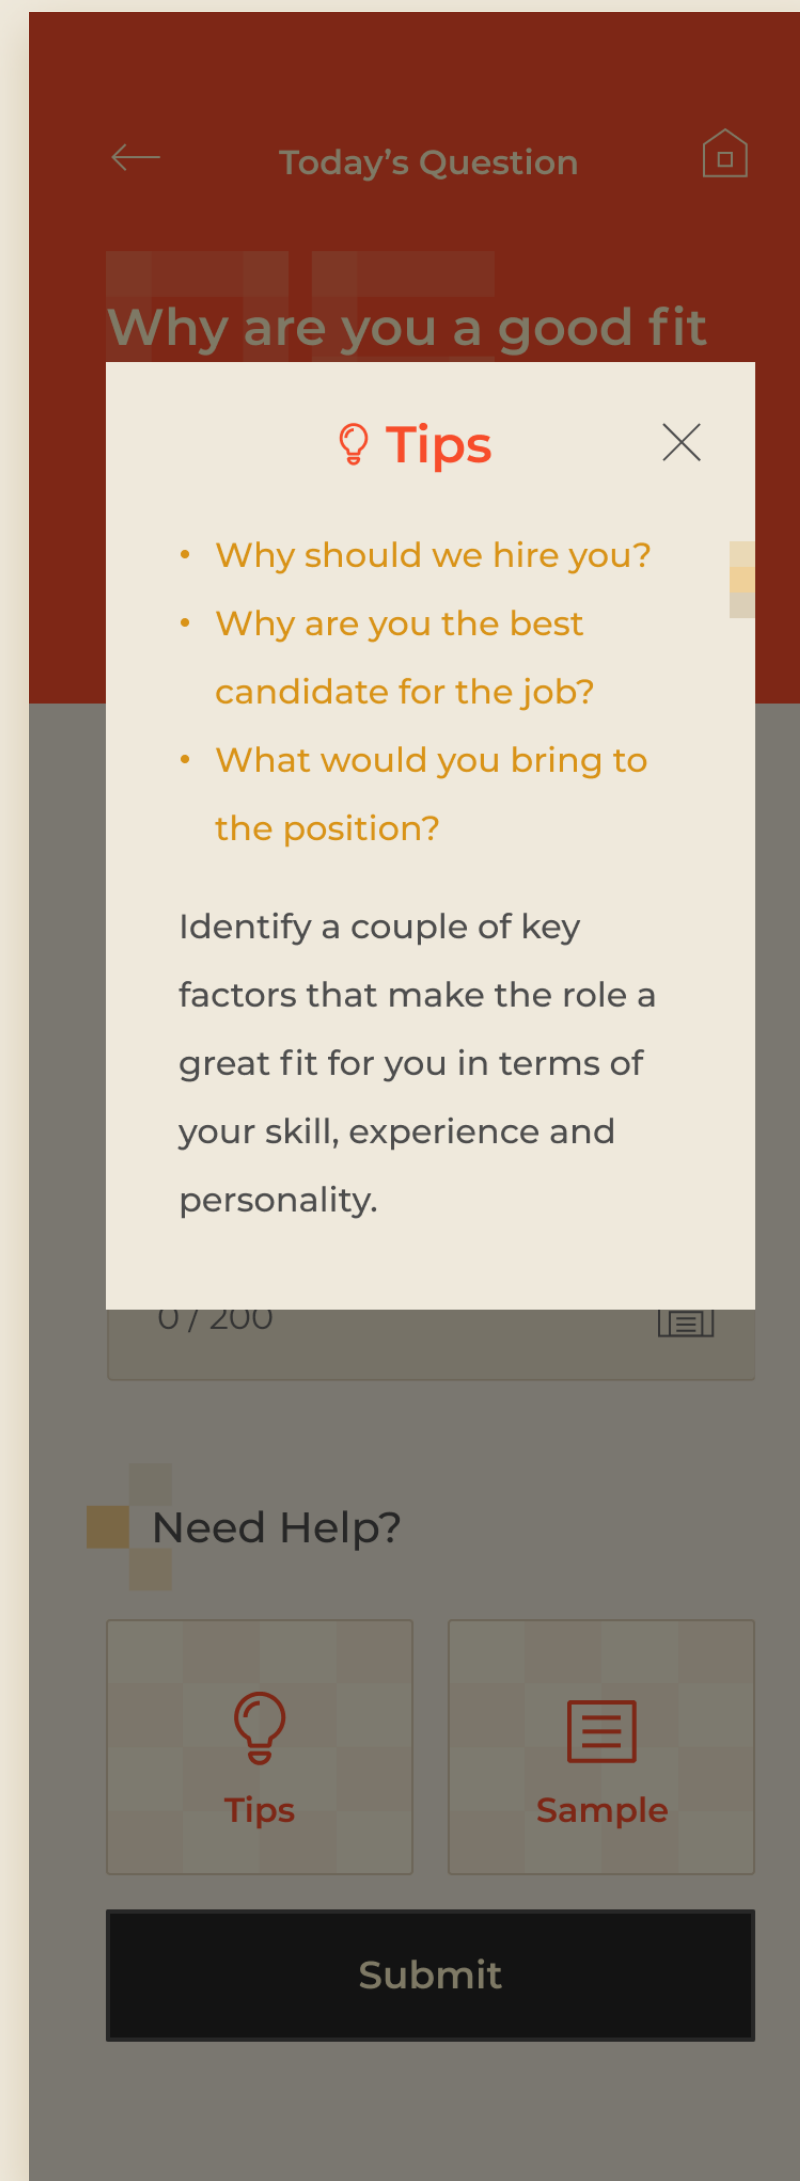 Today’s Question
Why are you a good fit
Tips
• Why should we hire you?
• Why are you the best
candidate for the job?
• What would you bring to
the position?
Identify a couple of key
factors that make the role a
great fit for you in terms of
your skill, experience and
personality.
0 / 200
Need Help?
Tips
Sample
Submit